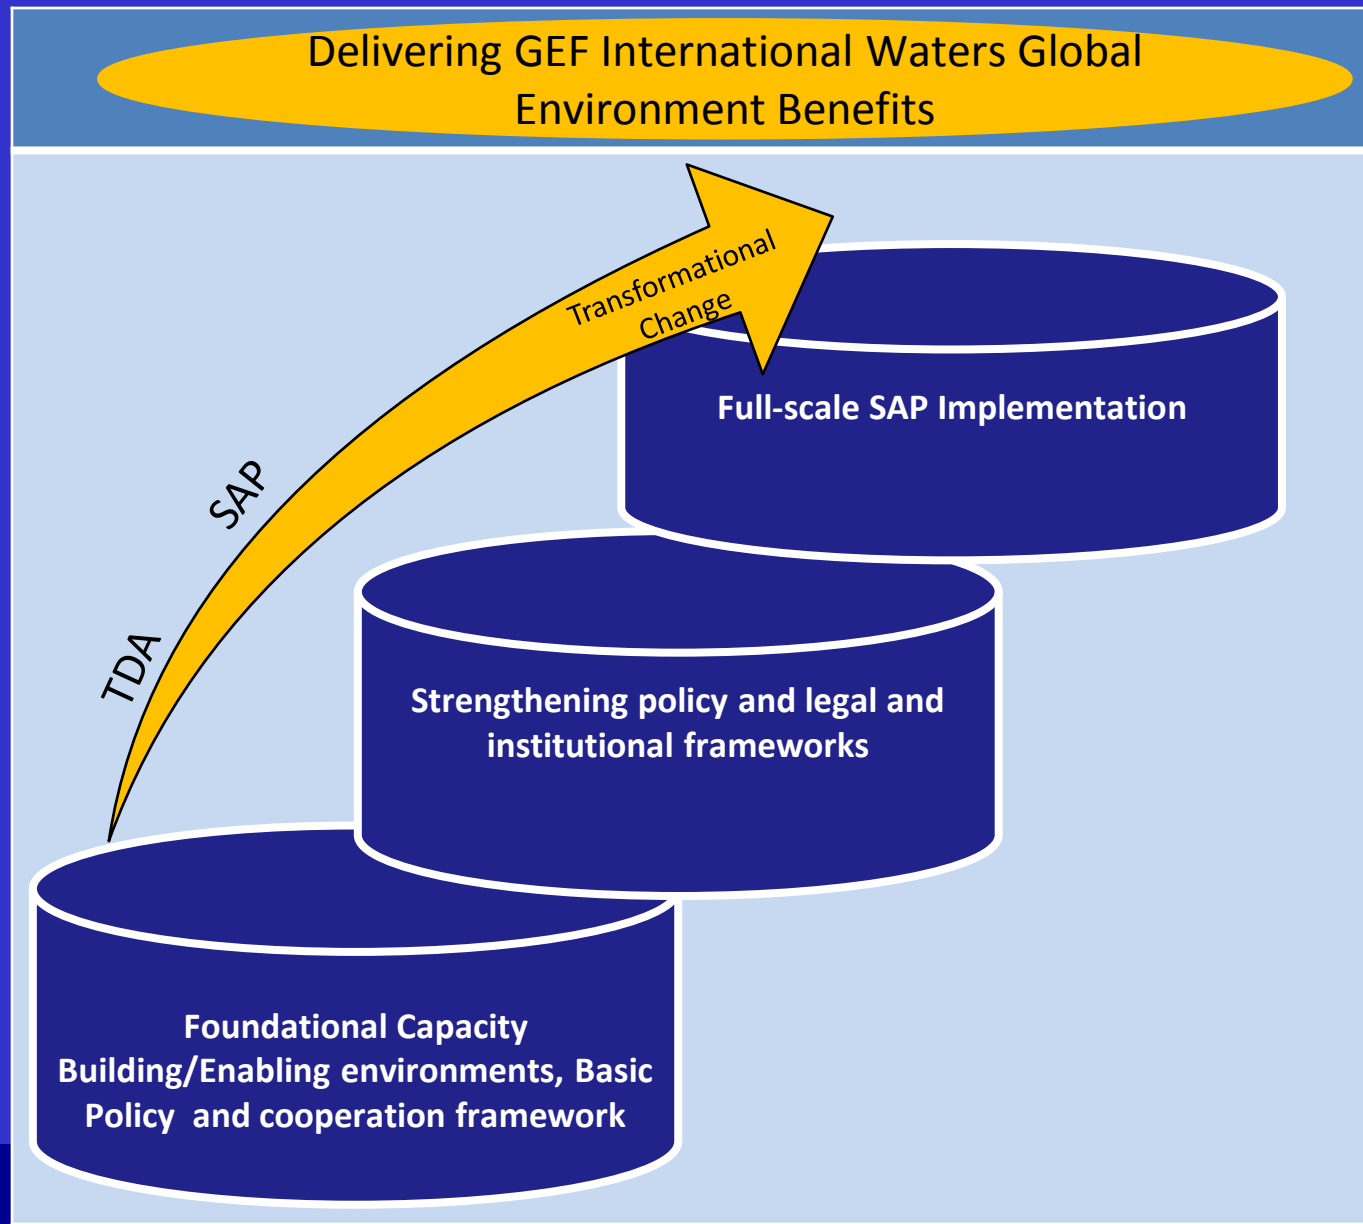 Delivering GEF International Waters Global
Environment Benefits
Transformational
Change
SAP
TDA
Full-scale SAP Implementation
Strengthening policy and legal and
institutional frameworks
Foundational Capacity
Building/Enabling environments, Basic
Policy  and cooperation framework